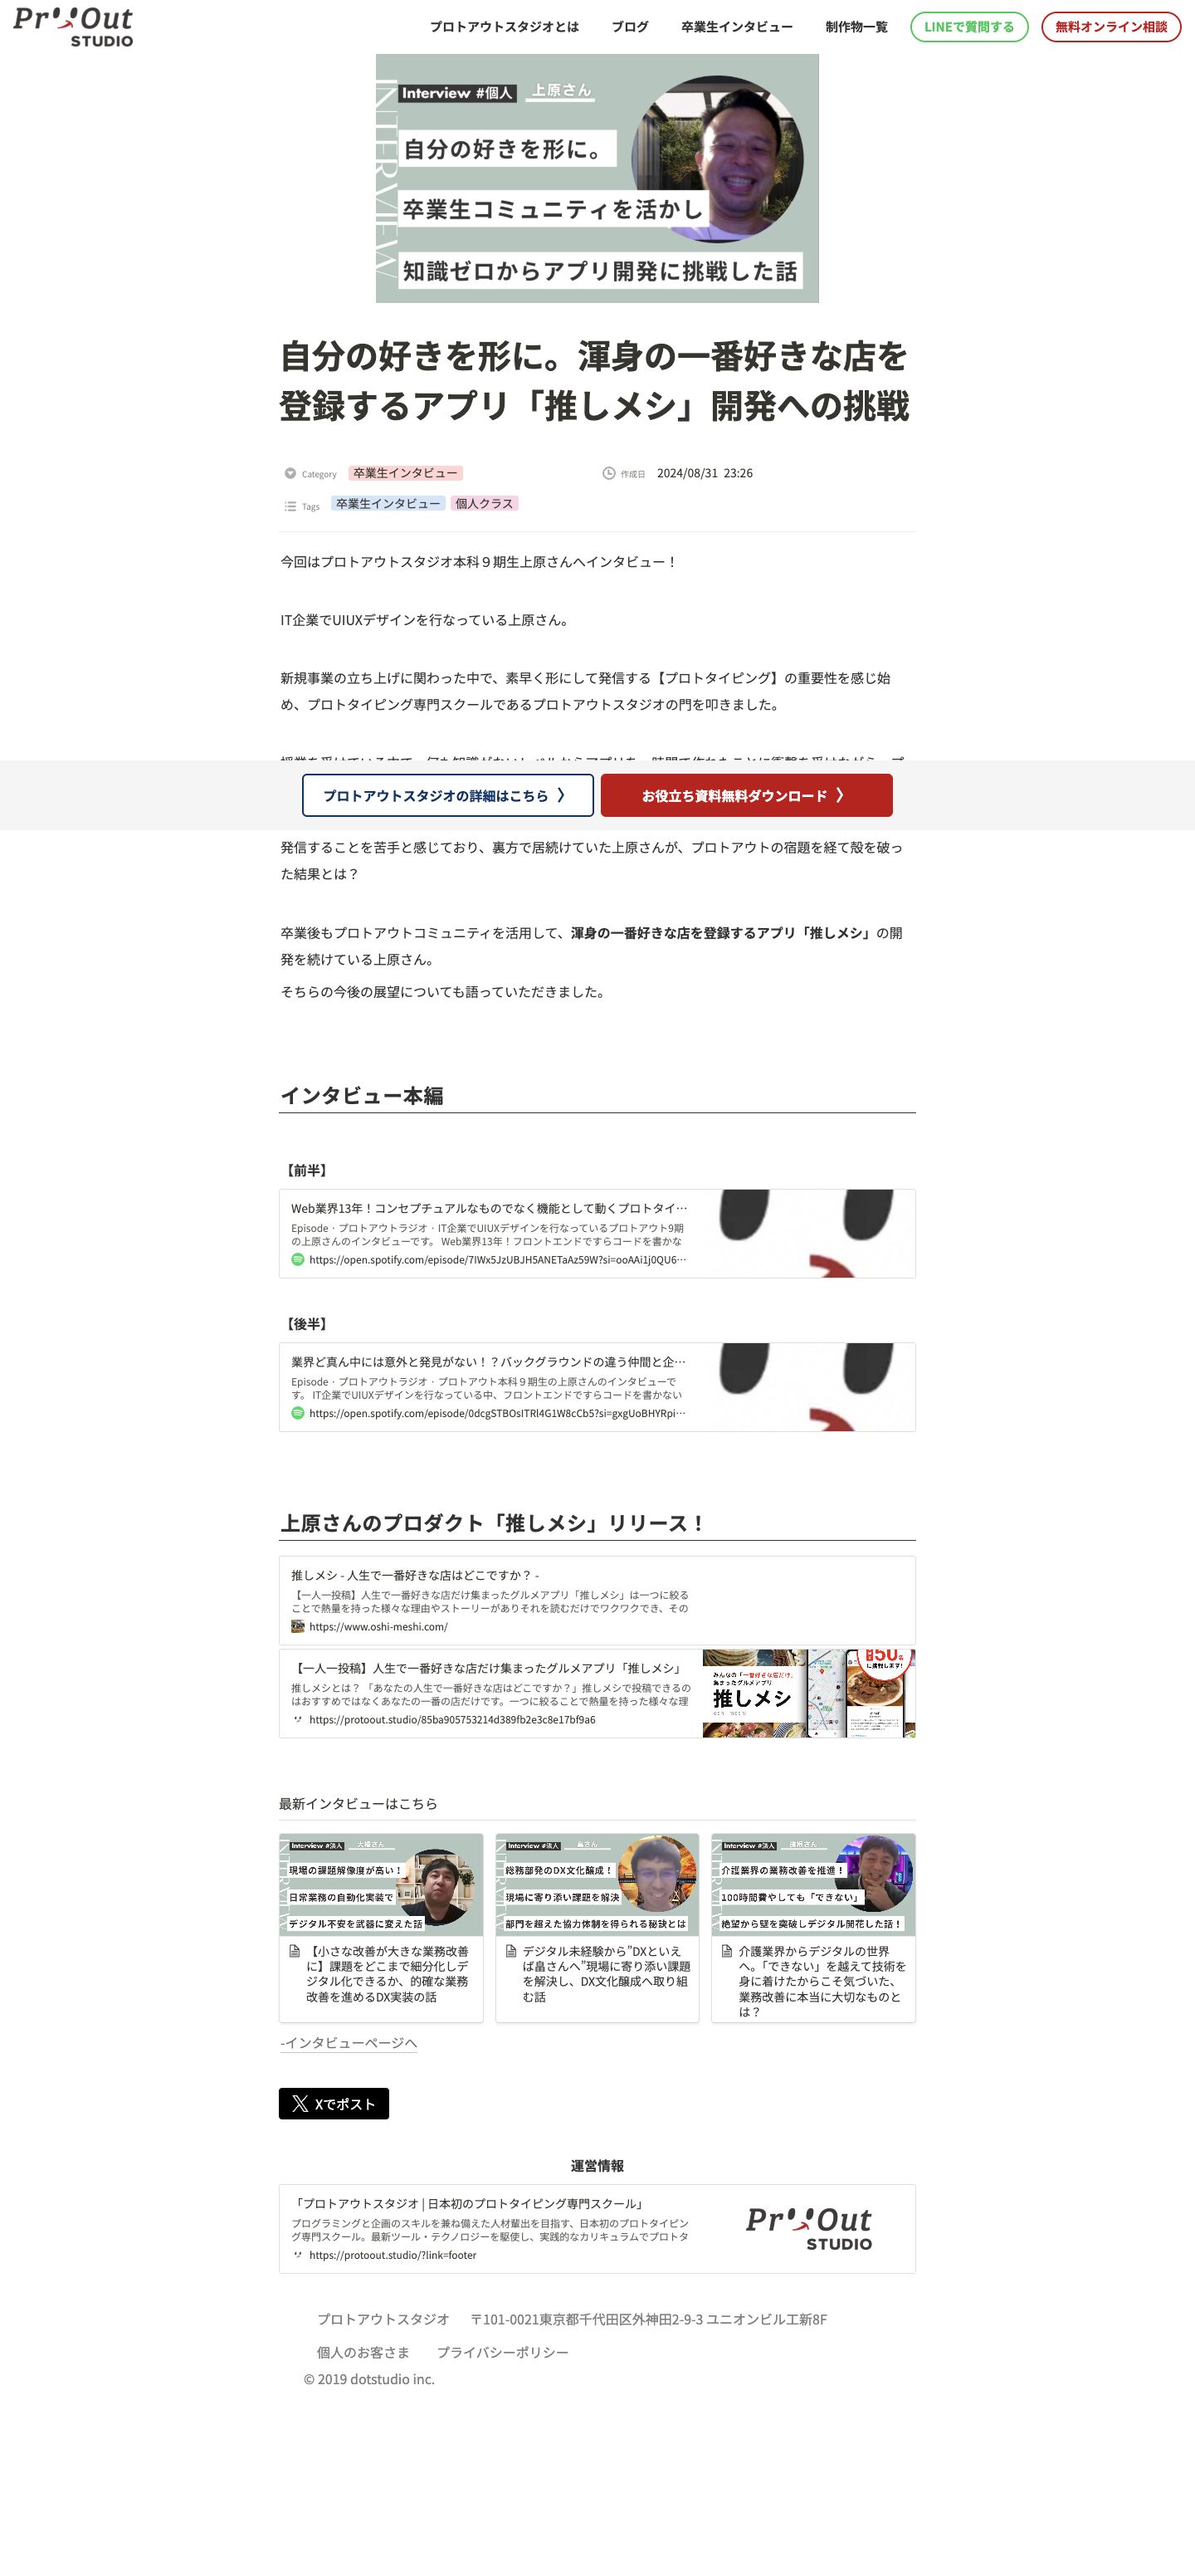 Pr Out STUDIO
プロトアウトスタジオとは ブログ 卒業生インタビュー 制作物一覧 LINEで質問する 無料オンライン相談
INTERVIEW
Interview #個人 上原さん
自分の好きを形に。
卒業生コミュニティを活かし
知識ゼロからアプリ開発に挑戦した話
自分の好きを形に。渾身の一番好きな店を
登録するアプリ「推しメシ」開発への挑戦
Category 卒業生インタビュー 作成日 2024/08/31 23:26
Tags 卒業生インタビュー 個人クラス
今回はプロトアウトスタジオ本科９期生上原さんへインタビュー！
IT企業でUIUXデザインを行なっている上原さん。
新規事業の立ち上げに関わった中で、素早く形にして発信する【プロトタイピング】の重要性を感じ始
め、プロトタイピング専門スクールであるプロトアウトスタジオの門を叩きました。
プロトアウトスタジオの詳細はこちら 〉 お役立ち資料無料ダウンロード 〉
発信することを苦手と感じており、裏方で居続けていた上原さんが、プロトアウトの宿題を経て殻を破っ
た結果とは？
卒業後もプロトアウトコミュニティを活用して、渾身の一番好きな店を登録するアプリ「推しメシ」の開
発を続けている上原さん。
そちらの今後の展望についても語っていただきました。
インタビュー本編
【前半】
Web業界13年！コンセプチュアルなものでなく機能として動くプロトタイ…
Episode · プロトアウトラジオ · IT企業でUIUXデザインを行なっているプロトアウト9期
の上原さんのインタビューです。 Web業界13年！フロントエンドですらコードを書かな
https://open.spotify.com/episode/7IWx5JzUBJH5ANETaAz59W?si=ooAAi1j0QU6…
【後半】
業界ど真ん中には意外と発見がない！？バックグラウンドの違う仲間と企…
Episode · プロトアウトラジオ · プロトアウト本科９期生の上原さんのインタビューで
す。 IT企業でUIUXデザインを行なっている中、フロントエンドですらコードを書かない
https://open.spotify.com/episode/0dcgSTBOsITRl4G1W8cCb5?si=gxgUoBHYRpi…
上原さんのプロダクト「推しメシ」リリース！
推しメシ - 人生で一番好きな店はどこですか？ -
【一人一投稿】人生で一番好きな店だけ集まったグルメアプリ「推しメシ」は一つに絞る
ことで熱量を持った様々な理由やストーリーがありそれを読むだけでワクワクでき、その
https://www.oshi-meshi.com/
【一人一投稿】人生で一番好きな店だけ集まったグルメアプリ「推しメシ」
推しメシとは？ 「あなたの人生で一番好きな店はどこですか？」推しメシで投稿できるの
はおすすめではなくあなたの一番の店だけです。一つに絞ることで熱量を持った様々な理
https://protoout.studio/85ba905753214d389fb2e3c8e17bf9a6
みんなの「一番好きな店だけ」
集まったグルメアプリ
推しメシ
50名
に挑戦します!
最新インタビューはこちら
Interview #法人 大橋さん
現場の課題解像度が高い！
日常業務の自動化実装で
デジタル不安を武器に変えた話
【小さな改善が大きな業務改善
に】課題をどこまで細分化しデ
ジタル化できるか、的確な業務
改善を進めるDX実装の話
Interview #法人 畠さん
総務部発のDX文化醸成！
現場に寄り添い課題を解決
部門を超えた協力体制を得られる秘訣とは
デジタル未経験から”DXといえ
ば畠さんへ”現場に寄り添い課題
を解決し、DX文化醸成へ取り組
む話
Interview #法人
介護業界の業務改善を推進！
100時間費やしても「できない」
絶望から壁を突破しデジタル開花した話！
介護業界からデジタルの世界
へ。「できない」を越えて技術を
身に着けたからこそ気づいた、
業務改善に本当に大切なものと
は？
-インタビューページへ
Xでポスト
運営情報
「プロトアウトスタジオ | 日本初のプロトタイピング専門スクール」
プログラミングと企画のスキルを兼ね備えた人材輩出を目指す、日本初のプロトタイピン
グ専門スクール。最新ツール・テクノロジーを駆使し、実践的なカリキュラムでプロトタ
https://protoout.studio/?link=footer
Pr Out STUDIO
プロトアウトスタジオ 〒101-0021東京都千代田区外神田2-9-3 ユニオンビル工新8F
個人のお客さま プライバシーポリシー
© 2019 dotstudio inc.